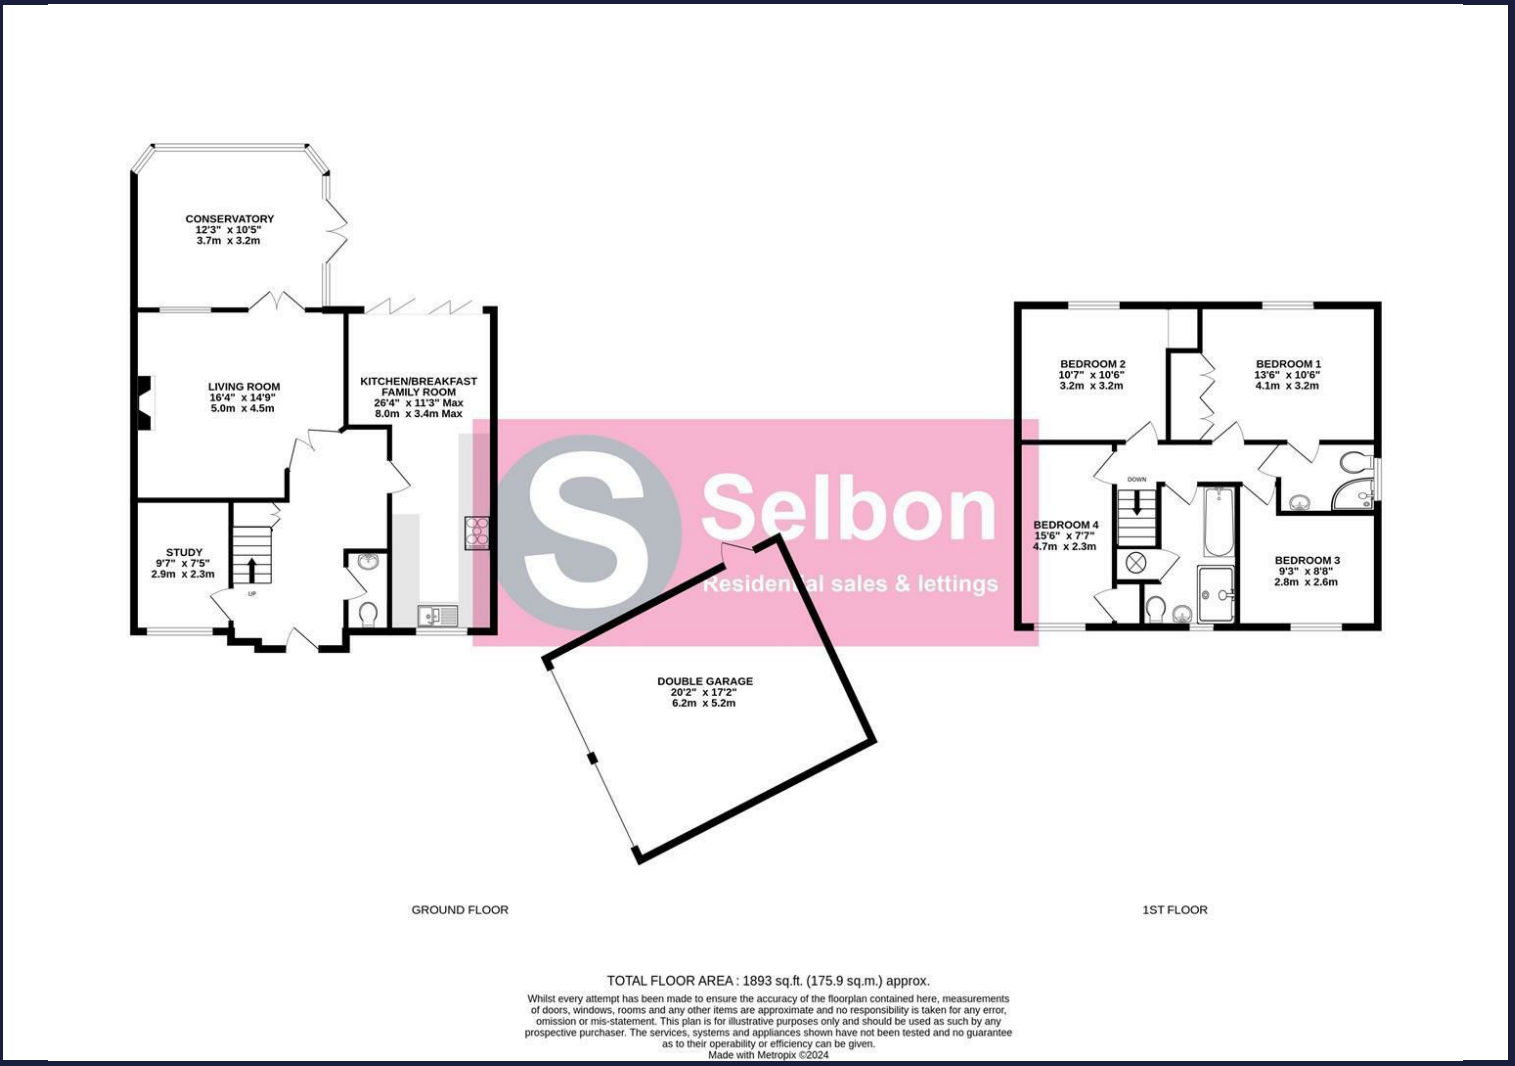 CONSERVATORY
12'3" x 10'5"
3.7m x 3.2m
LIVING ROOM
16'4" x 14'9"
5.0m x 4.5m
KITCHEN/BREAKFAST
FAMILY ROOM
26'4" x 11'3" Max
8.0m x 3.4m Max
STUDY
9'7" x 7'5"
2.9m x 2.3m
UP
S
Selbon
Residential sales & lettings
DOUBLE GARAGE
20'2" x 17'2"
6.2m x 5.2m
BEDROOM 2
10'7" x 10'6"
3.2m x 3.2m
BEDROOM 1
13'6" x 10'6"
4.1m x 3.2m
DOWN
BEDROOM 4
15'6" x 7'7"
4.7m x 2.3m
BEDROOM 3
9'3" x 8'8"
2.8m x 2.6m
GROUND FLOOR
1ST FLOOR
TOTAL FLOOR AREA : 1893 sq.ft. (175.9 sq.m.) approx.
Whilst every attempt has been made to ensure the accuracy of the floorplan contained here, measurements
of doors, windows, rooms and any other items are approximate and no responsibility is taken for any error,
omission or mis-statement. This plan is for illustrative purposes only and should be used as such by any
prospective purchaser. The services, systems and appliances shown have not been tested and no guarantee
as to their operability or efficiency can be given.
Made with Metropix ©2024